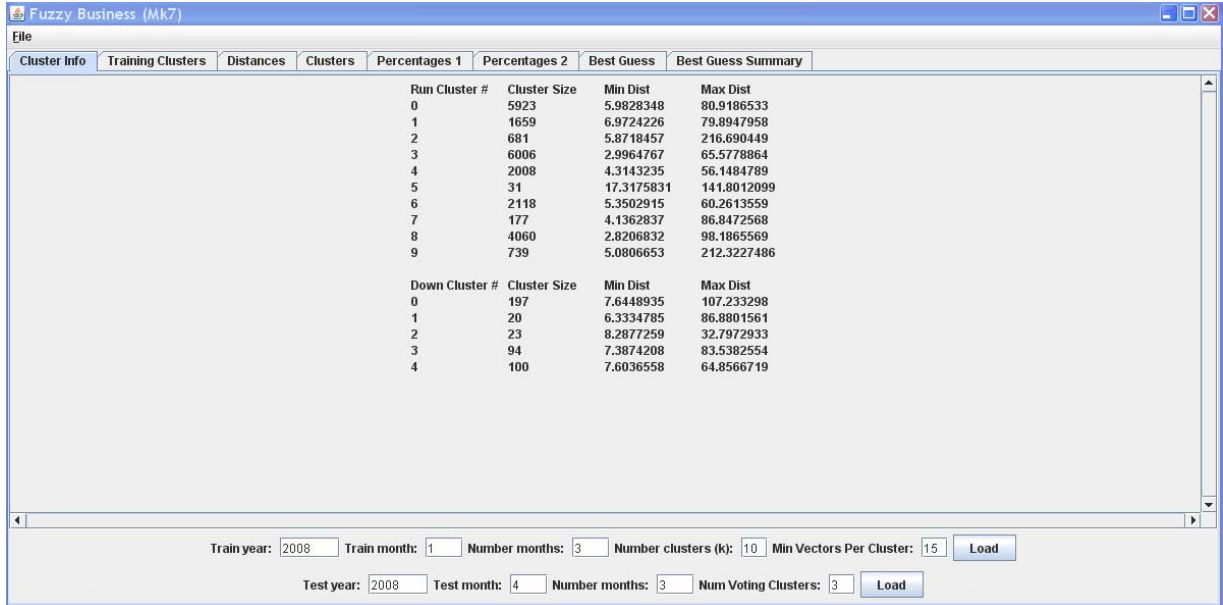 Fuzzy Business (Mk7)
File
Cluster Info Training Clusters Distances Clusters Percentages 1 Percentages 2 Best Guess Best Guess Summary
Run Cluster # Cluster Size Min Dist Max Dist
0 5923 5.9828348 80.9186533
1 1659 6.9724226 79.8947958
2 681 5.8718457 216.690449
3 6006 2.9964767 65.5778864
4 2008 4.3143235 56.1484789
5 31 17.3175831 141.8012099
6 2118 5.3502915 60.2613559
7 177 4.1362837 86.8472568
8 4060 2.8206832 98.1865569
9 739 5.0806653 212.3227486
Down Cluster # Cluster Size Min Dist Max Dist
0 197 7.6448935 107.233298
1 20 6.3334785 86.8801561
2 23 8.2877259 32.7972933
3 94 7.3874208 83.5382554
4 100 7.6036558 64.8566719
Train year: 2008 Train month: 1 Number months: 3 Number clusters (k): 10 Min Vectors Per Cluster: 15 Load
Test year: 2008 Test month: 4 Number months: 3 Num Voting Clusters: 3 Load